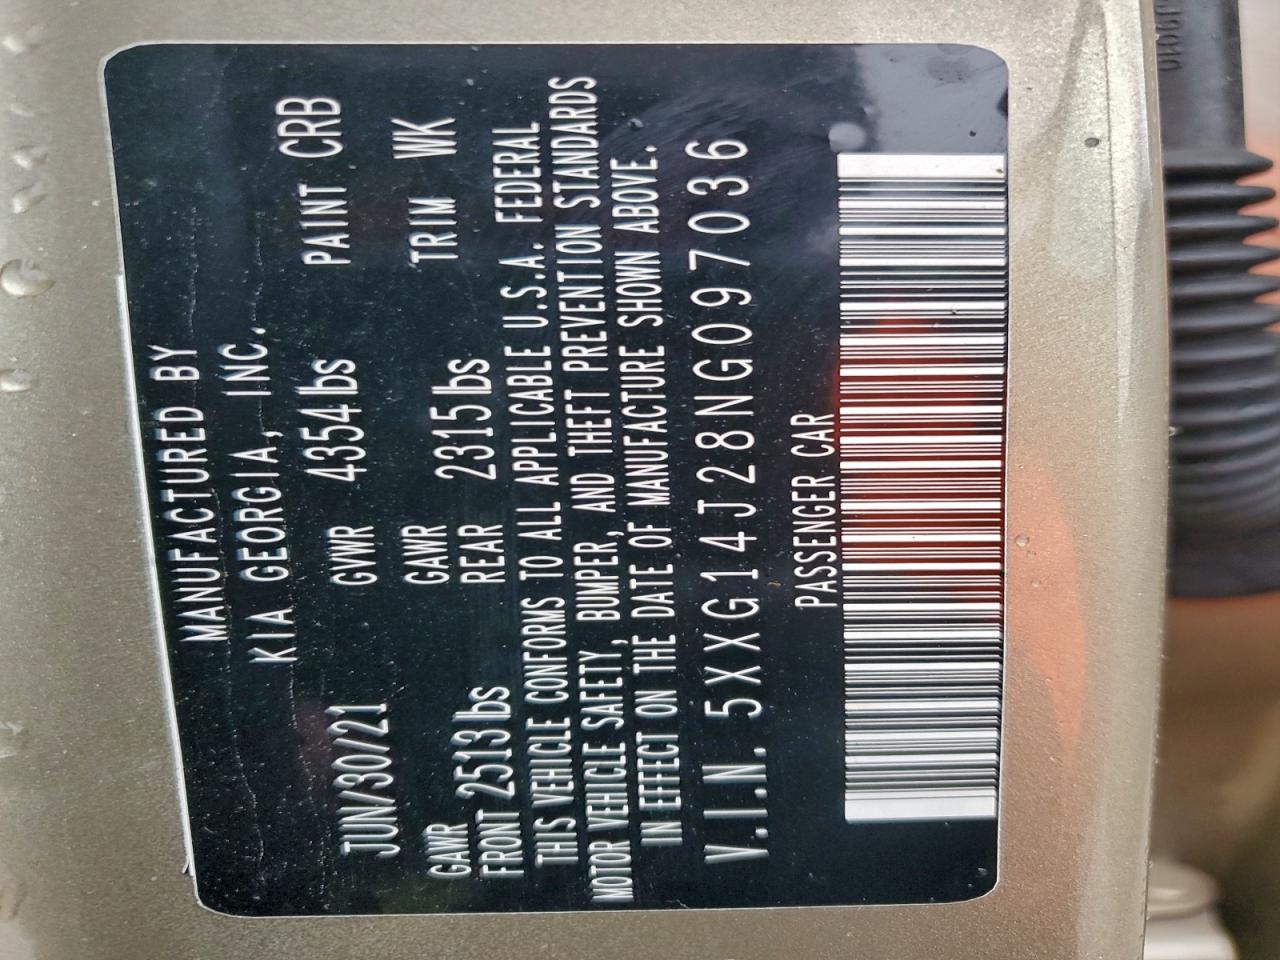 MANUFACTURED BY
KIA GEORGIA, INC.
JUN/30/21 GVWR 4354lbs PAINT CRB
GAWR FRONT 2513lbs GAWR REAR 2315lbs TRIM WK
THIS VEHICLE CONFORMS TO ALL APPLICABLE U.S.A. FEDERAL
MOTOR VEHICLE SAFETY, BUMPER, AND THEFT PREVENTION STANDARDS
IN EFFECT ON THE DATE OF MANUFACTURE SHOWN ABOVE.
V.I.N. 5XXG14J28NG097036
PASSENGER CAR